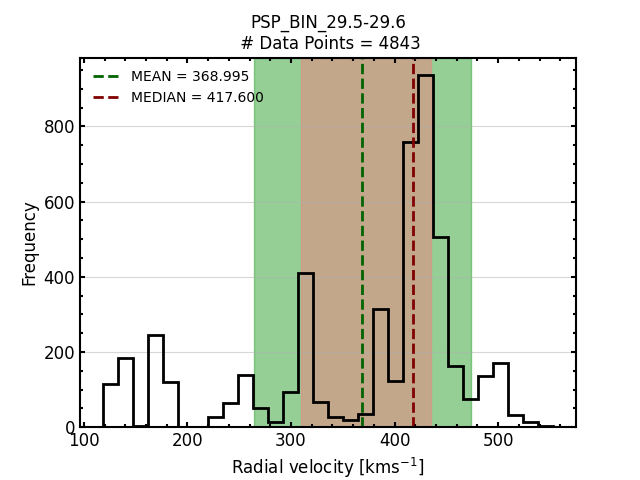 PSP_BIN_29.5-29.6
# Data Points = 4843
MEAN = 368.995
MEDIAN = 417.600
800
600
400
200
0
Frequency
100 200 300 400 500
Radial velocity [kms⁻¹]